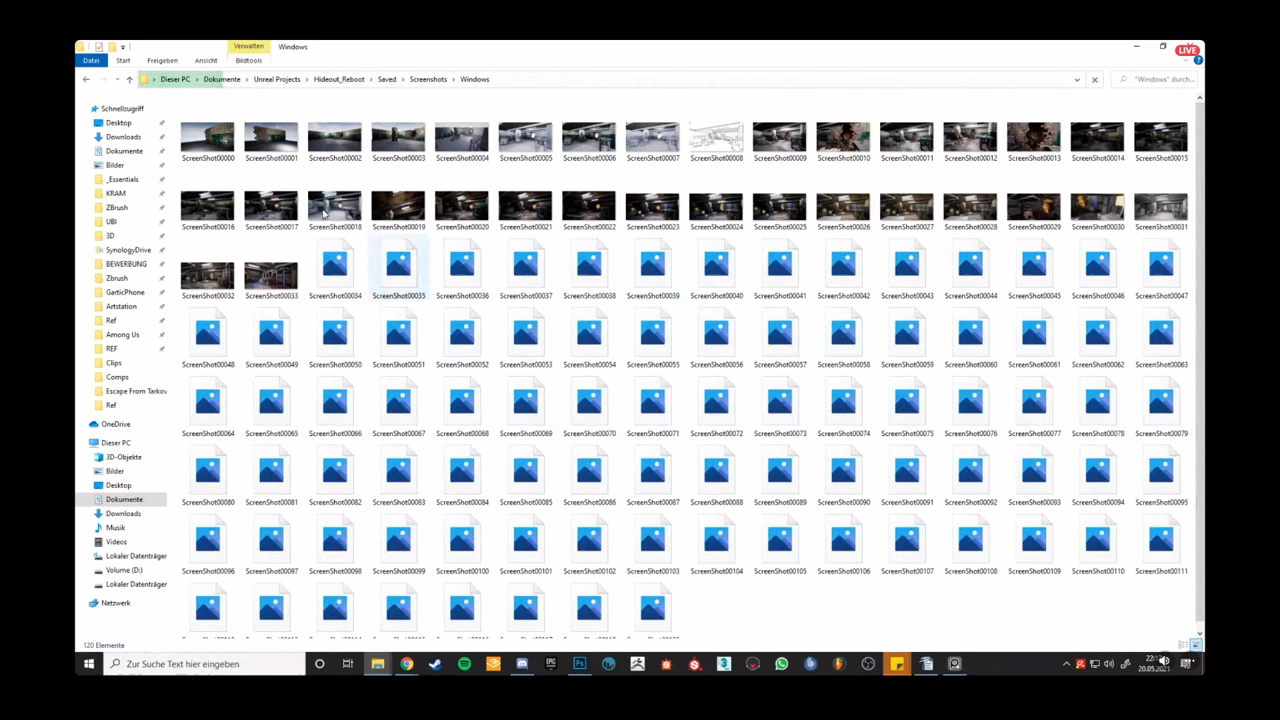 Verwalten Windows
LIVE
Datei Start Freigeben Ansicht Bildtools
Dieser PC Dokumente Unreal Projects Hideout_Reboot Saved Screenshots Windows "Windows" durch...
Schnellzugriff
Desktop
Downloads
Dokumente
Bilder
_Essentials
KRAM
ZBrush
UBI
3D
SynologyDrive
BEWERBUNG
Zbrush
GarticPhone
Artstation
Ref
Among Us
REF
Clips
Comps
Escape From Tarkov
Ref
OneDrive
Dieser PC
3D-Objekte
Bilder
Desktop
Dokumente
Downloads
Musik
Videos
Lokaler Datenträger
Volume (D:)
Lokaler Datenträger
Netzwerk
ScreenShot00000 ScreenShot00001 ScreenShot00002 ScreenShot00003 ScreenShot00004 ScreenShot00005 ScreenShot00006 ScreenShot00007 ScreenShot00008 ScreenShot00009 ScreenShot00010 ScreenShot00011 ScreenShot00012 ScreenShot00013 ScreenShot00014 ScreenShot00015
ScreenShot00016 ScreenShot00017 ScreenShot00018 ScreenShot00019 ScreenShot00020 ScreenShot00021 ScreenShot00022 ScreenShot00023 ScreenShot00024 ScreenShot00025 ScreenShot00026 ScreenShot00027 ScreenShot00028 ScreenShot00029 ScreenShot00030 ScreenShot00031
ScreenShot00032 ScreenShot00033 ScreenShot00034 ScreenShot00035 ScreenShot00036 ScreenShot00037 ScreenShot00038 ScreenShot00039 ScreenShot00040 ScreenShot00041 ScreenShot00042 ScreenShot00043 ScreenShot00044 ScreenShot00045 ScreenShot00046 ScreenShot00047
ScreenShot00048 ScreenShot00049 ScreenShot00050 ScreenShot00051 ScreenShot00052 ScreenShot00053 ScreenShot00054 ScreenShot00055 ScreenShot00056 ScreenShot00057 ScreenShot00058 ScreenShot00059 ScreenShot00060 ScreenShot00061 ScreenShot00062 ScreenShot00063
ScreenShot00064 ScreenShot00065 ScreenShot00066 ScreenShot00067 ScreenShot00068 ScreenShot00069 ScreenShot00070 ScreenShot00071 ScreenShot00072 ScreenShot00073 ScreenShot00074 ScreenShot00075 ScreenShot00076 ScreenShot00077 ScreenShot00078 ScreenShot00079
ScreenShot00080 ScreenShot00081 ScreenShot00082 ScreenShot00083 ScreenShot00084 ScreenShot00085 ScreenShot00086 ScreenShot00087 ScreenShot00088 ScreenShot00089 ScreenShot00090 ScreenShot00091 ScreenShot00092 ScreenShot00093 ScreenShot00094 ScreenShot00095
ScreenShot00096 ScreenShot00097 ScreenShot00098 ScreenShot00099 ScreenShot00100 ScreenShot00101 ScreenShot00102 ScreenShot00103 ScreenShot00104 ScreenShot00105 ScreenShot00106 ScreenShot00107 ScreenShot00108 ScreenShot00109 ScreenShot00110 ScreenShot00111
120 Elemente
Zur Suche Text hier eingeben
20.05.2021